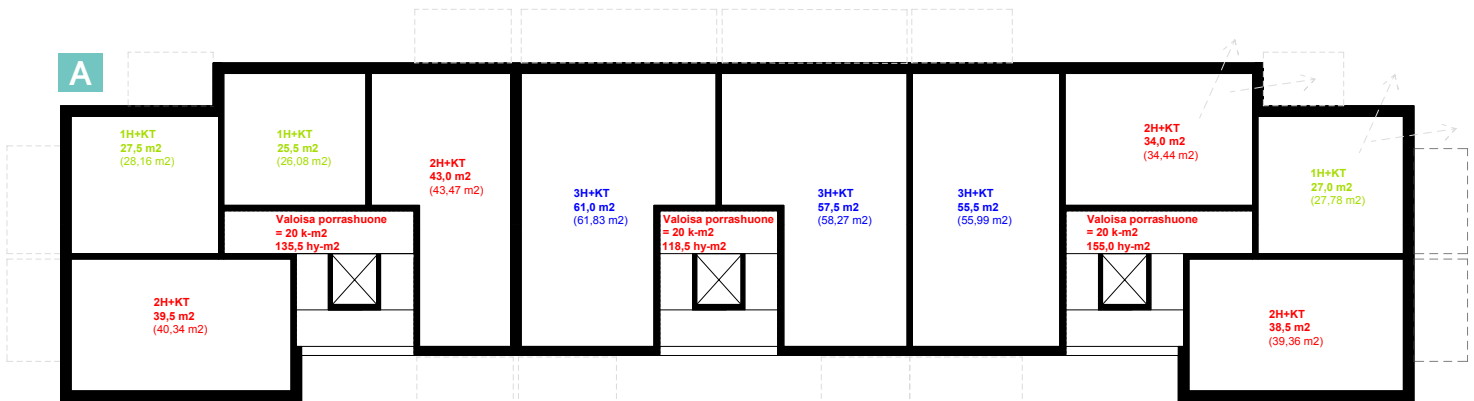 A
1H+KT
27,5 m2
(28,16 m2)
1H+KT
25,5 m2
(26,08 m2)
2H+KT
43,0 m2
(43,47 m2)
3H+KT
61,0 m2
(61,83 m2)
3H+KT
57,5 m2
(58,27 m2)
3H+KT
55,5 m2
(55,99 m2)
2H+KT
34,0 m2
(34,44 m2)
1H+KT
27,0 m2
(27,78 m2)
Valoisa porrashuone
= 20 k-m2
135,5 hy-m2
Valoisa porrashuone
= 20 k-m2
118,5 hy-m2
Valoisa porrashuone
= 20 k-m2
155,0 hy-m2
2H+KT
39,5 m2
(40,34 m2)
2H+KT
38,5 m2
(39,36 m2)